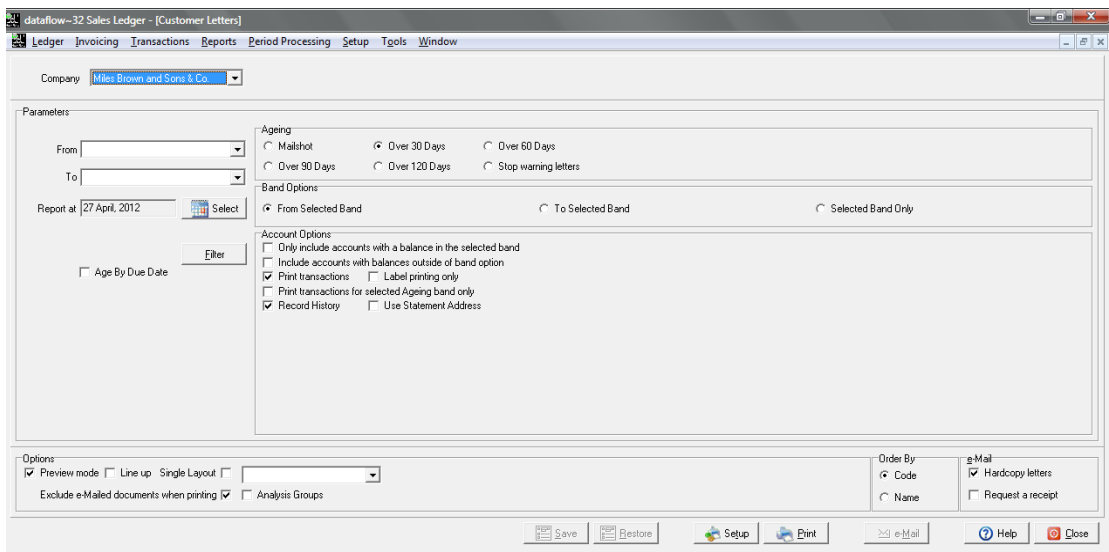 dataflow~32 Sales Ledger - [Customer Letters]
Ledger Invoicing Transactions Reports Period Processing Setup Tools Window
Company Miles Brown and Sons & Co.
Parameters
From
To
Report at 27 April, 2012 Select
Filter
Age By Due Date
Ageing
Mailshot Over 30 Days Over 60 Days
Over 90 Days Over 120 Days Stop warning letters
Band Options
From Selected Band To Selected Band Selected Band Only
Account Options
Only include accounts with a balance in the selected band
Include accounts with balances outside of band option
Print transactions Label printing only
Print transactions for selected Ageing band only
Record History Use Statement Address
Options
Preview mode Line up Single Layout
Exclude e-Mailed documents when printing Analysis Groups
Order By
Code
Name
e-Mail
Hardcopy letters
Request a receipt
Save Restore Setup Print e-Mail Help Close